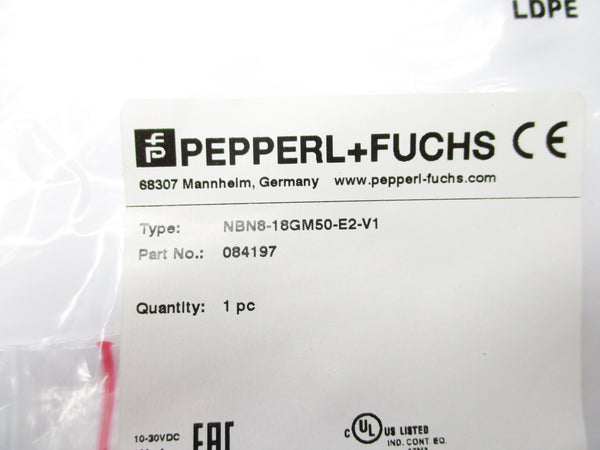 LDPE
PEPPERL+FUCHS CE
68307 Mannheim, Germany www.pepperl-fuchs.com
Type: NBN8-18GM50-E2-V1
Part No.: 084197
Quantity: 1 pc
10-30VDC EAC c UL US LISTED
IND. CONT. EQ.